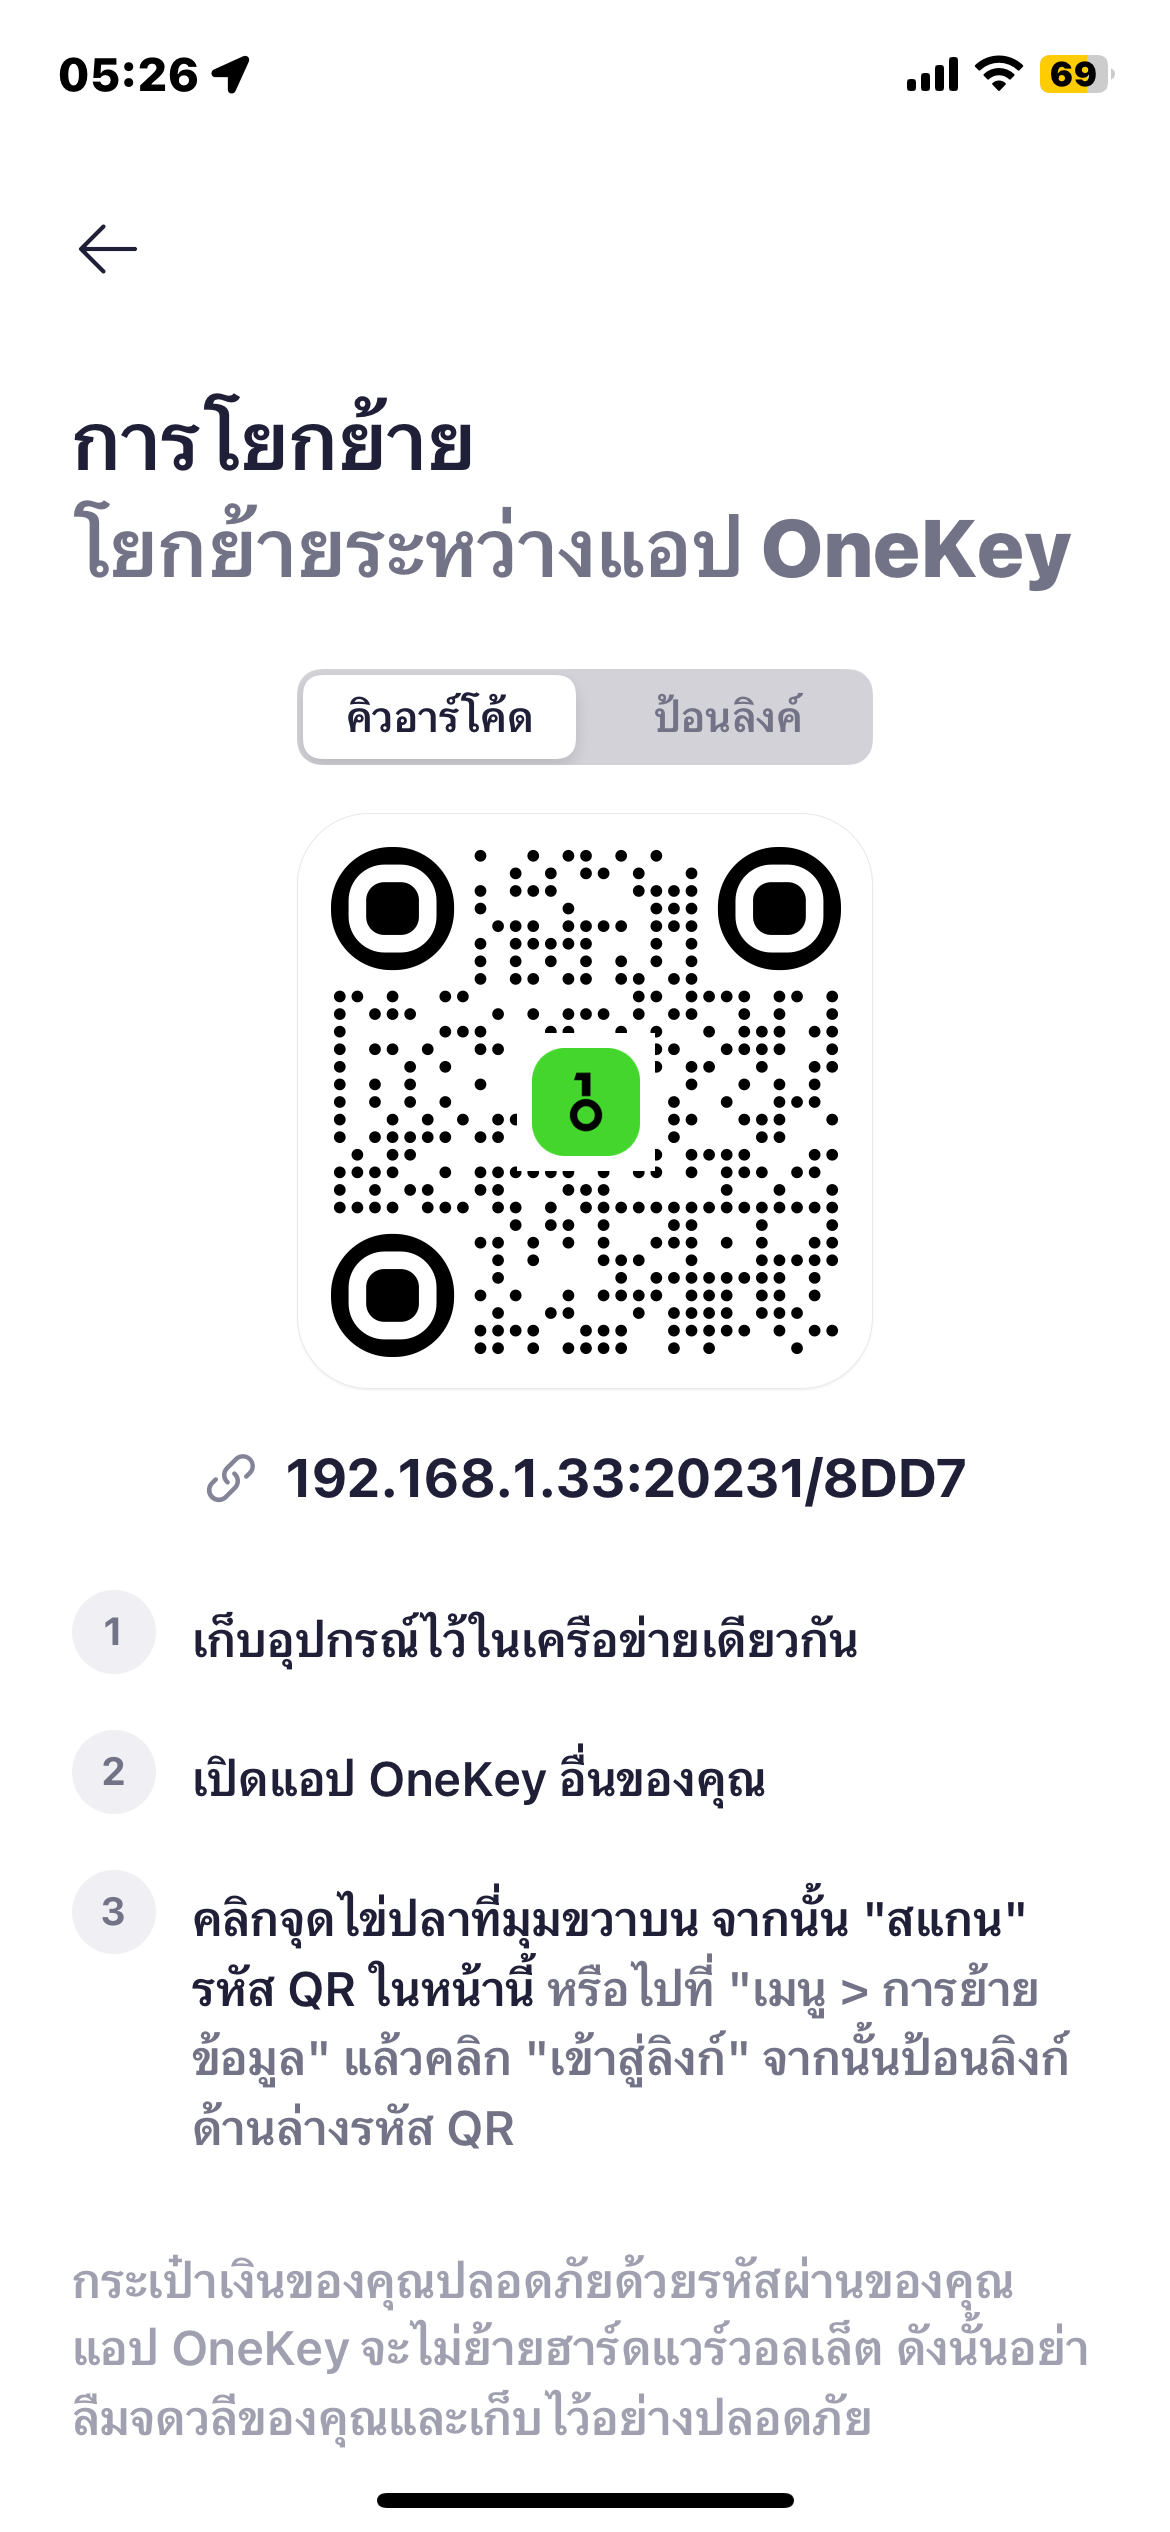 05:26
69
การโยกย้าย
โยกย้ายระหว่างแอป OneKey
คิวอาร์โค้ด
ป้อนลิงค์
192.168.1.33:20231/8DD7
1
เก็บอุปกรณ์ไว้ในเครือข่ายเดียวกัน
2
เปิดแอป OneKey อื่นของคุณ
3
คลิกจุดไข่ปลาที่มุมขวาบน จากนั้น "สแกน"
รหัส QR ในหน้านี้ หรือไปที่ "เมนู > การย้าย
ข้อมูล" แล้วคลิก "เข้าสู่ลิงก์" จากนั้นป้อนลิงก์
ด้านล่างรหัส QR
กระเป๋าเงินของคุณปลอดภัยด้วยรหัสผ่านของคุณ
แอป OneKey จะไม่ย้ายฮาร์ดแวร์วอลเล็ต ดังนั้นอย่า
ลืมจดวลีของคุณและเก็บไว้อย่างปลอดภัย